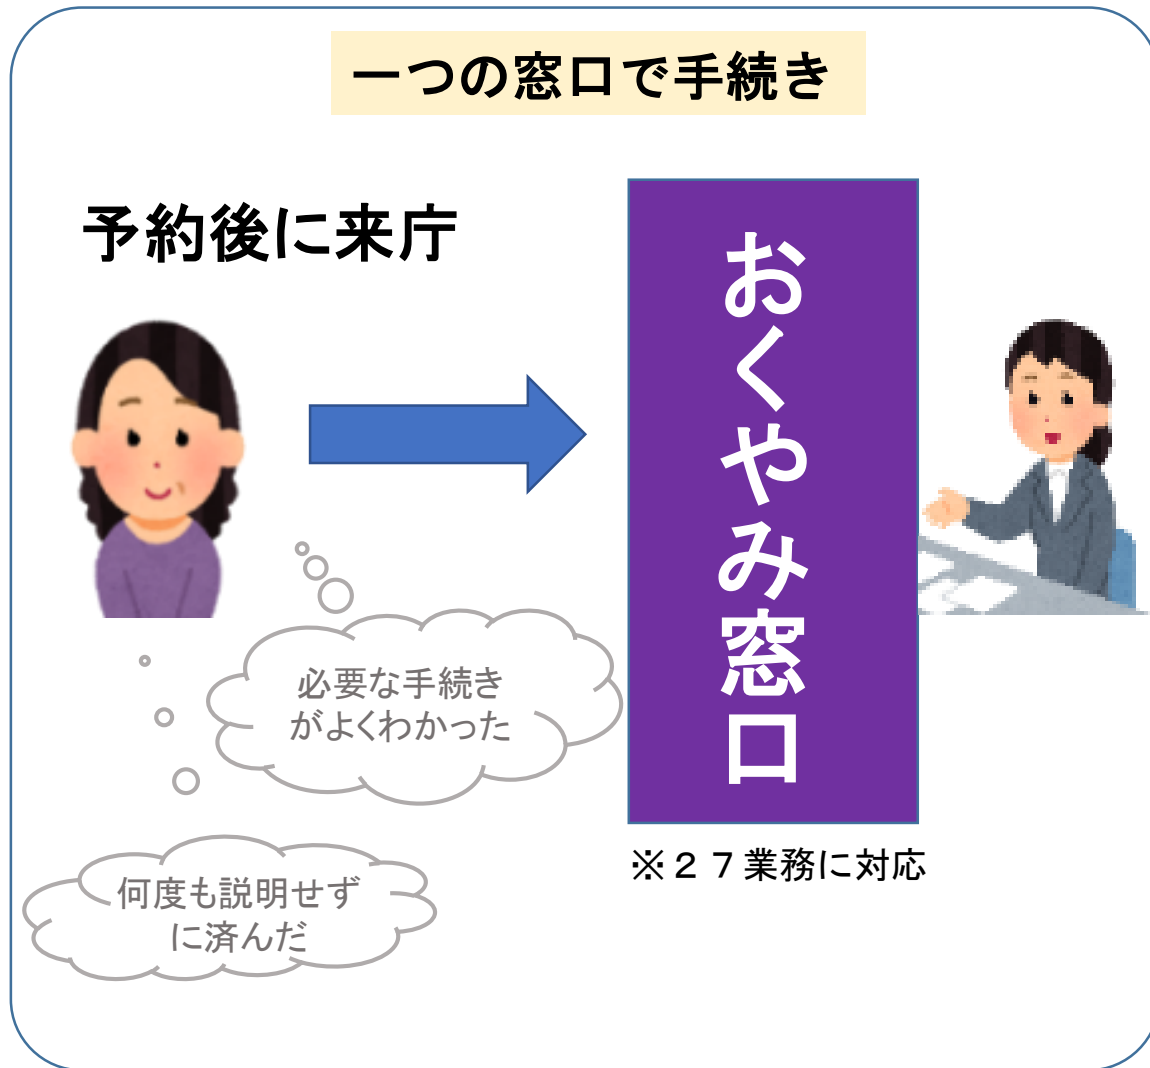 一つの窓口で手続き
予約後に来庁
おくやみ窓口
必要な手続き
がよくわかった
※２７業務に対応
何度も説明せず
に済んだ